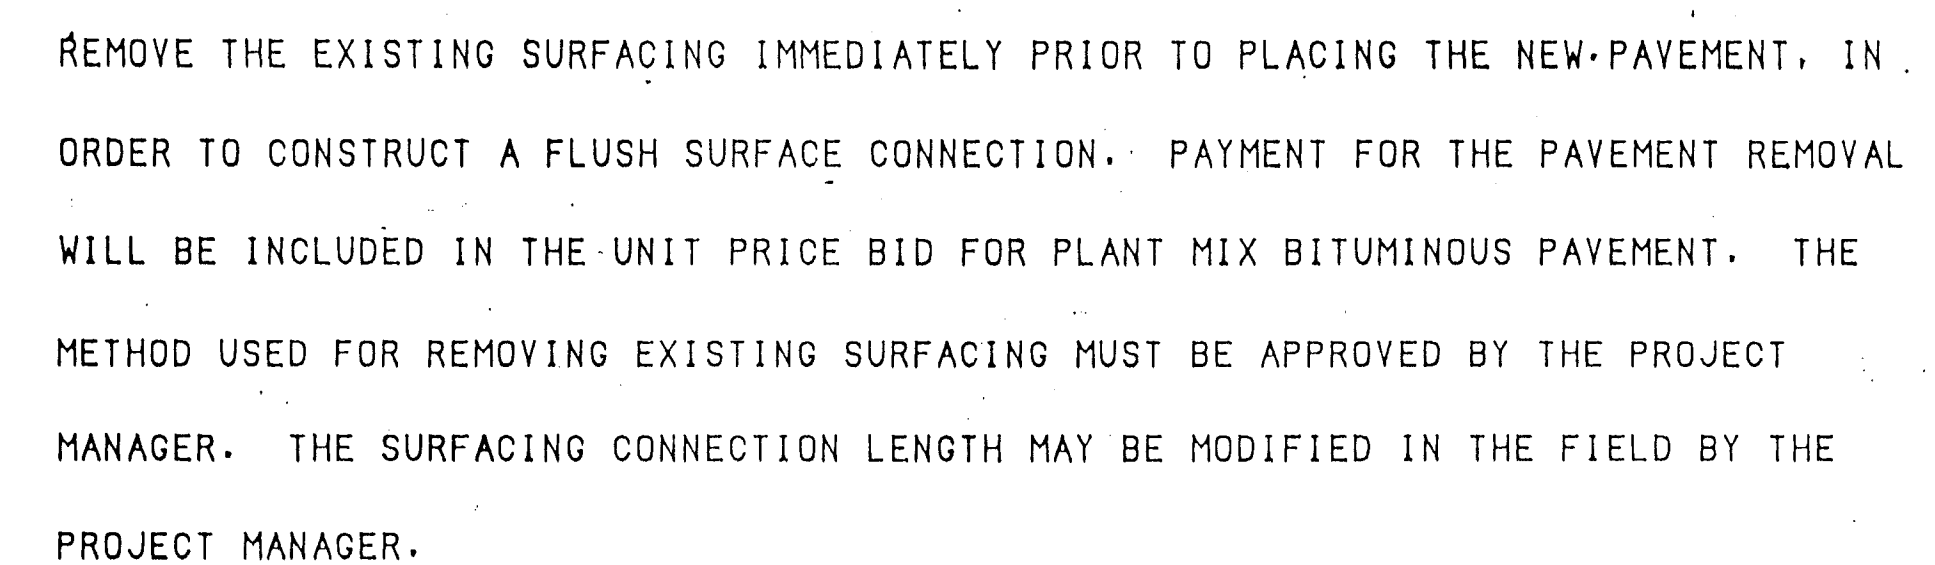 REMOVE THE EXISTING SURFACING IMMEDIATELY PRIOR TO PLACING THE NEW PAVEMENT, IN
ORDER TO CONSTRUCT A FLUSH SURFACE CONNECTION. PAYMENT FOR THE PAVEMENT REMOVAL
WILL BE INCLUDED IN THE UNIT PRICE BID FOR PLANT MIX BITUMINOUS PAVEMENT. THE
METHOD USED FOR REMOVING EXISTING SURFACING MUST BE APPROVED BY THE PROJECT
MANAGER. THE SURFACING CONNECTION LENGTH MAY BE MODIFIED IN THE FIELD BY THE
PROJECT MANAGER.